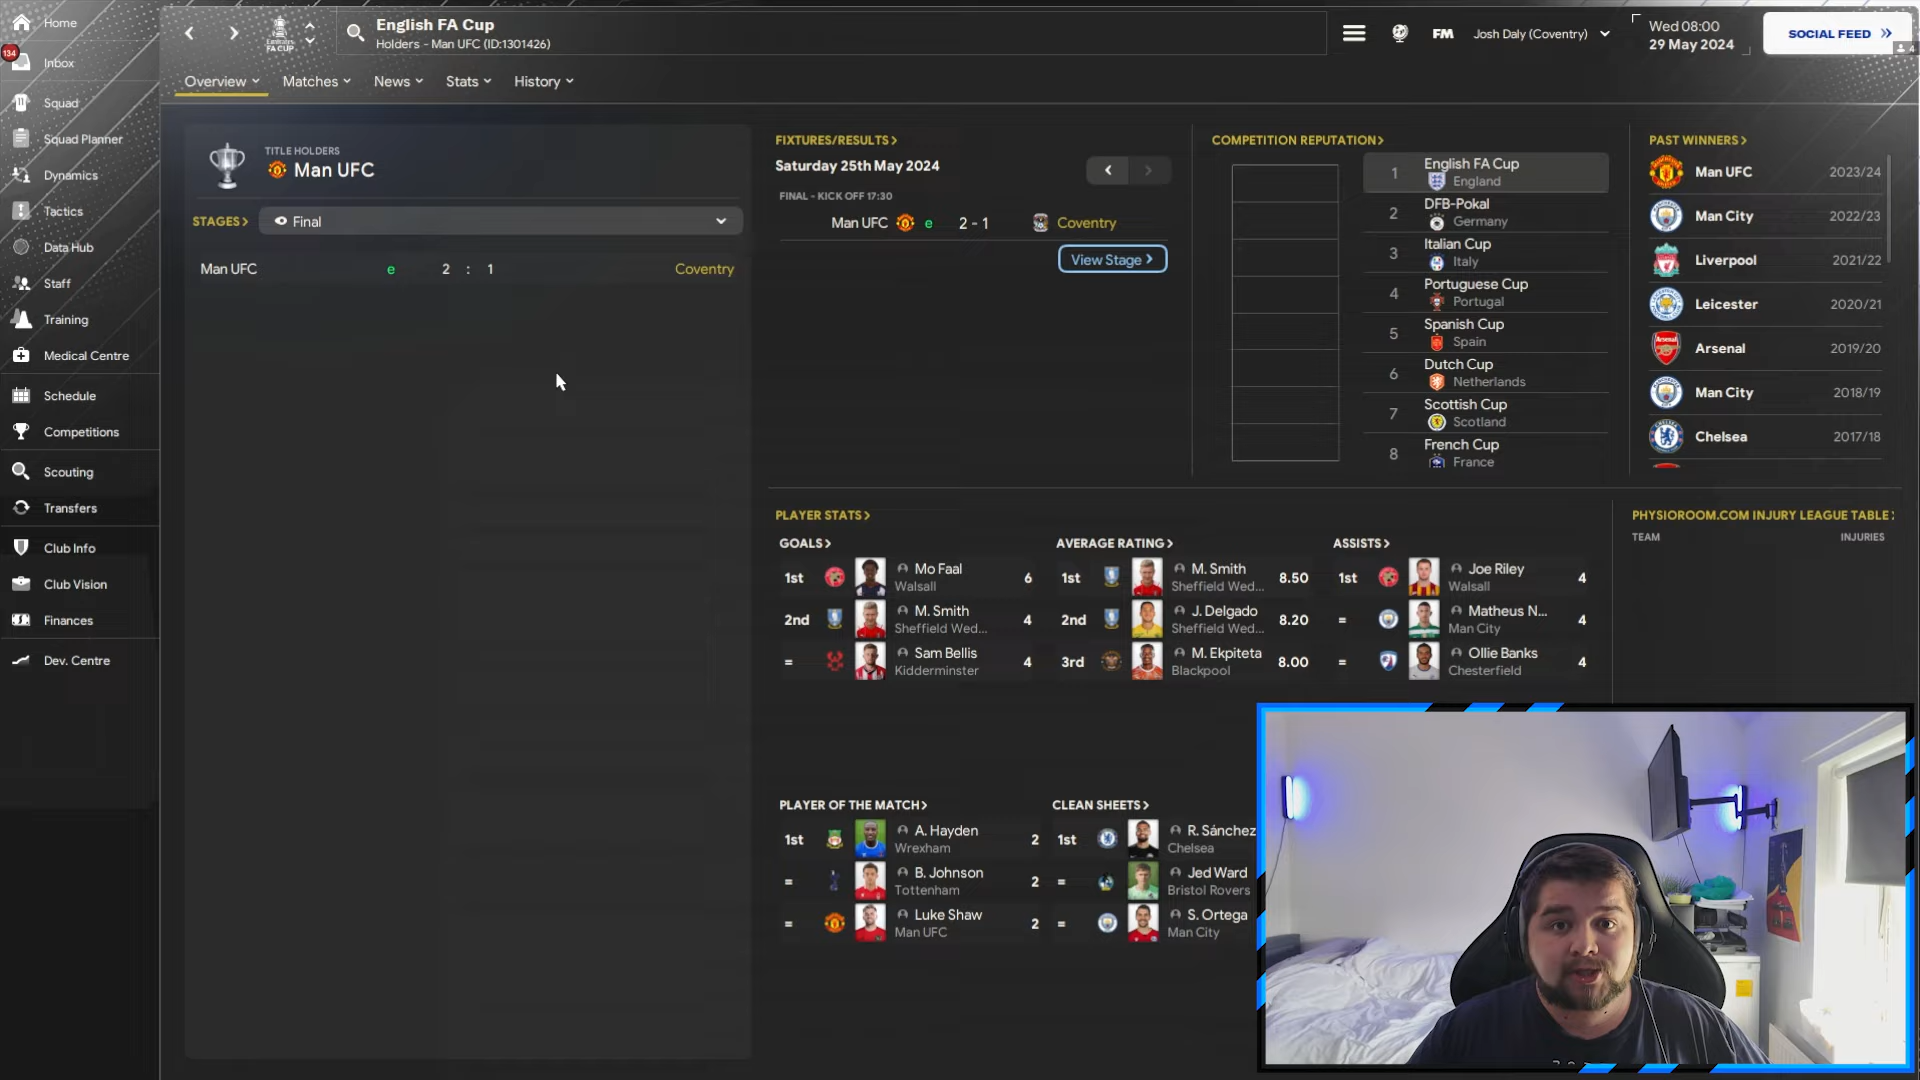 Home
134
Inbox
Squad
Squad Planner
Dynamics
Tactics
Data Hub
Staff
Training
Medical Centre
Schedule
Competitions
Scouting
Transfers
Club Info
Club Vision
Finances
Dev. Centre
Emirates
FA CUP
English FA Cup
Holders - Man UFC (ID:1301426)
FM
Josh Daly (Coventry)
Wed 08:00
29 May 2024
SOCIAL FEED
4
Overview
Matches
News
Stats
History
TITLE HOLDERS
Man UFC
STAGES>
Final
Man UFC e 2 : 1 Coventry
FIXTURES/RESULTS>
Saturday 25th May 2024
FINAL - KICK OFF 17:30
Man UFC e 2 - 1 Coventry
View Stage >
COMPETITION REPUTATION>
1 English FA Cup
England
2 DFB-Pokal
Germany
3 Italian Cup
Italy
4 Portuguese Cup
Portugal
5 Spanish Cup
Spain
6 Dutch Cup
Netherlands
7 Scottish Cup
Scotland
8 French Cup
France
PAST WINNERS>
Man UFC 2023/24
Man City 2022/23
Liverpool 2021/22
Leicester 2020/21
Arsenal 2019/20
Man City 2018/19
Chelsea 2017/18
PLAYER STATS>
GOALS>
1st Mo Faal 6
Walsall
2nd M. Smith 4
Sheffield Wed...
= Sam Bellis 4
Kidderminster
AVERAGE RATING>
1st M. Smith 8.50
Sheffield Wed...
2nd J. Delgado 8.20
Sheffield Wed...
3rd M. Ekpiteta 8.00
Blackpool
ASSISTS>
1st Joe Riley 4
Walsall
= Matheus N... 4
Man City
= Ollie Banks 4
Chesterfield
PHYSIOROOM.COM INJURY LEAGUE TABLE
TEAM INJURIES
PLAYER OF THE MATCH>
1st A. Hayden 2
Wrexham
= B. Johnson 2
Tottenham
= Luke Shaw 2
Man UFC
CLEAN SHEETS>
1st R. Sánchez
Chelsea
= Jed Ward
Bristol Rovers
= S. Ortega
Man City